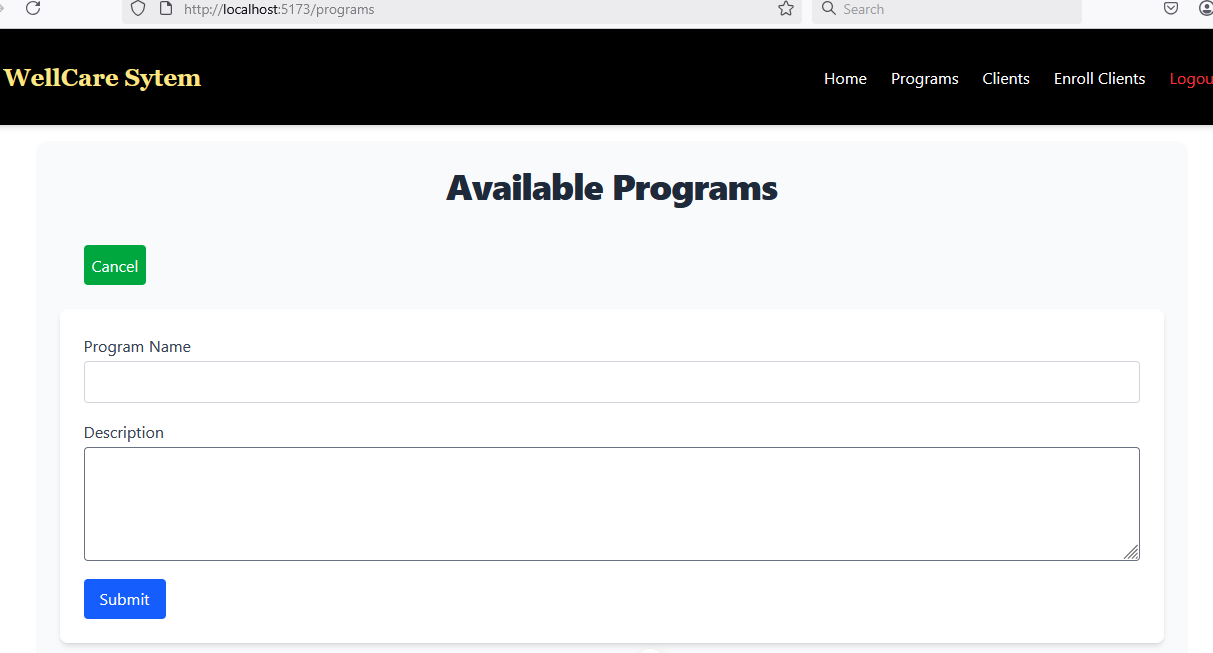 http://localhost:5173/programs
Search
WellCare Sytem
Home Programs Clients Enroll Clients Logou
Available Programs
Cancel
Program Name
Description
Submit